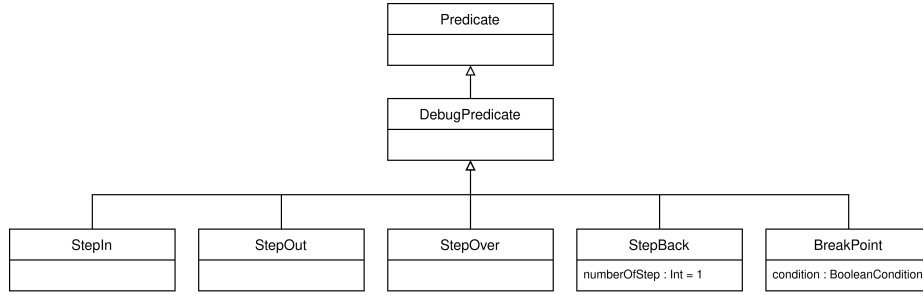 Predicate
DebugPredicate
StepIn
StepOut
StepOver
StepBack
BreakPoint
numberOfStep : Int = 1
condition : BooleanCondition